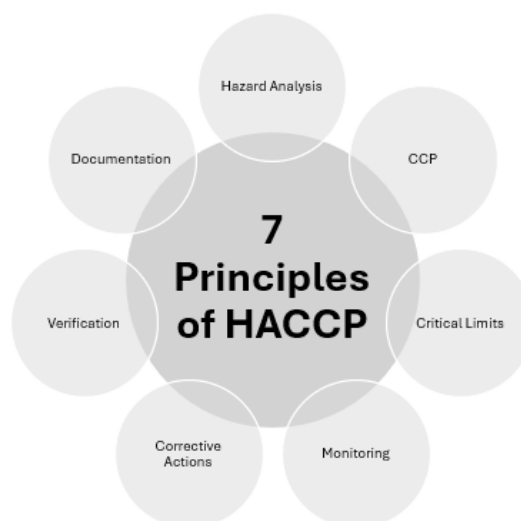 7
Principles
of HACCP
Hazard Analysis
CCP
Critical Limits
Monitoring
Corrective
Actions
Verification
Documentation